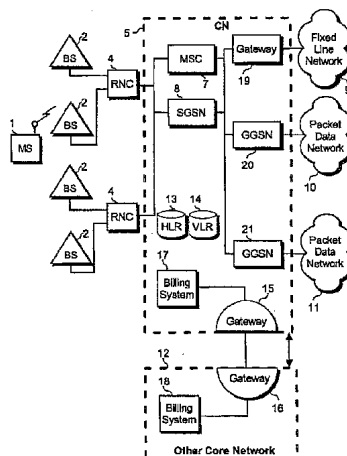 5
CN
2
BS
4
RNC
2
BS
1
MS
MSC
7
8
SGSN
Gateway
19
Fixed
Line
Network
9
GGSN
20
Packet Data
Network
10
2
BS
4
RNC
2
BS
13
HLR
14
VLR
21
GGSN
Packet
Data
Network
11
17
Billing
System
15
Gateway
12
Gateway
16
18
Billing
System
Other Core Network